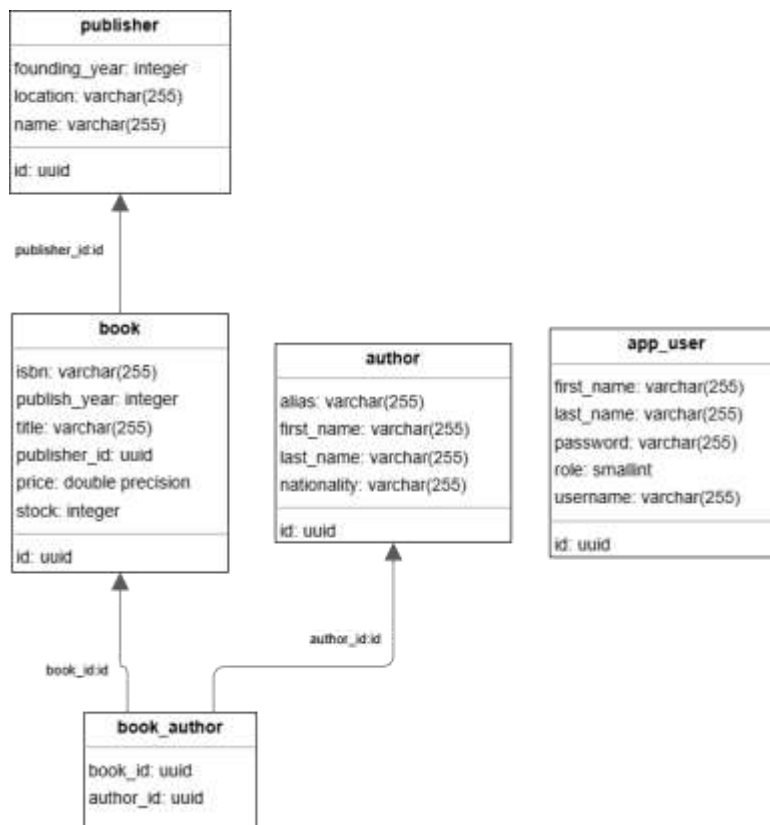 publisher
founding_year: integer
location: varchar(255)
name: varchar(255)
id: uuid
publisher_id:id
book
isbn: varchar(255)
publish_year: integer
title: varchar(255)
publisher_id: uuid
price: double precision
stock: integer
id: uuid
author
alias: varchar(255)
first_name: varchar(255)
last_name: varchar(255)
nationality: varchar(255)
id: uuid
app_user
first_name: varchar(255)
last_name: varchar(255)
password: varchar(255)
role: smallint
username: varchar(255)
id: uuid
book_id:id
author_id:id
book_author
book_id: uuid
author_id: uuid